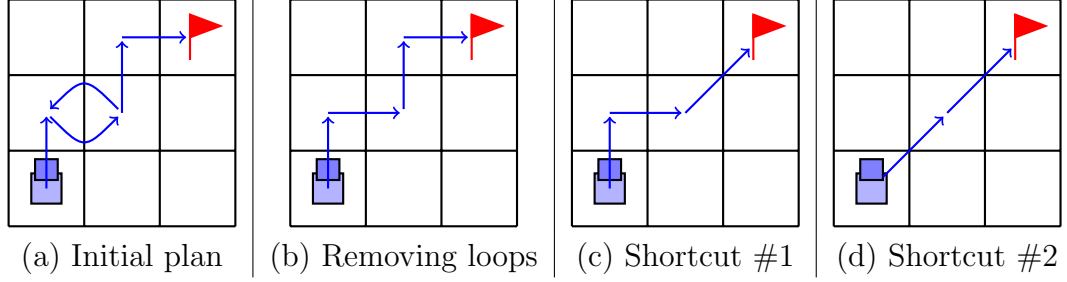 (a) Initial plan
(b) Removing loops
(c) Shortcut #1
(d) Shortcut #2